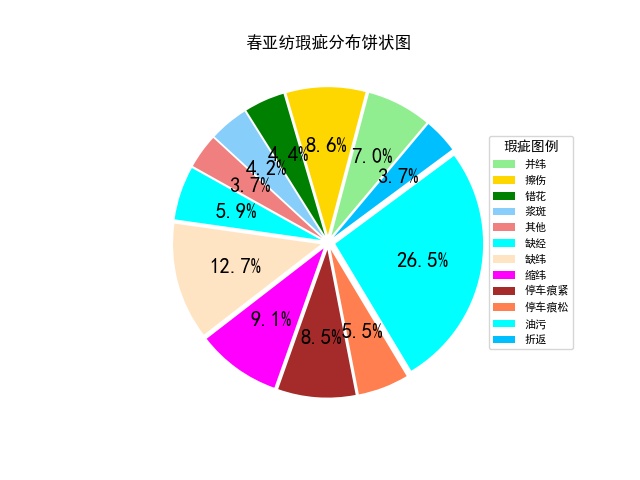 春亚纺瑕疵分布饼状图
8.6%
7.0%
4.4%
4.2%
3.7%
3.7%
5.9%
26.5%
12.7%
9.1%
8.5%
5.5%
瑕疵图例
并纬
擦伤
错花
浆斑
其他
缺经
缺纬
缩纬
停车痕紧
停车痕松
油污
折返